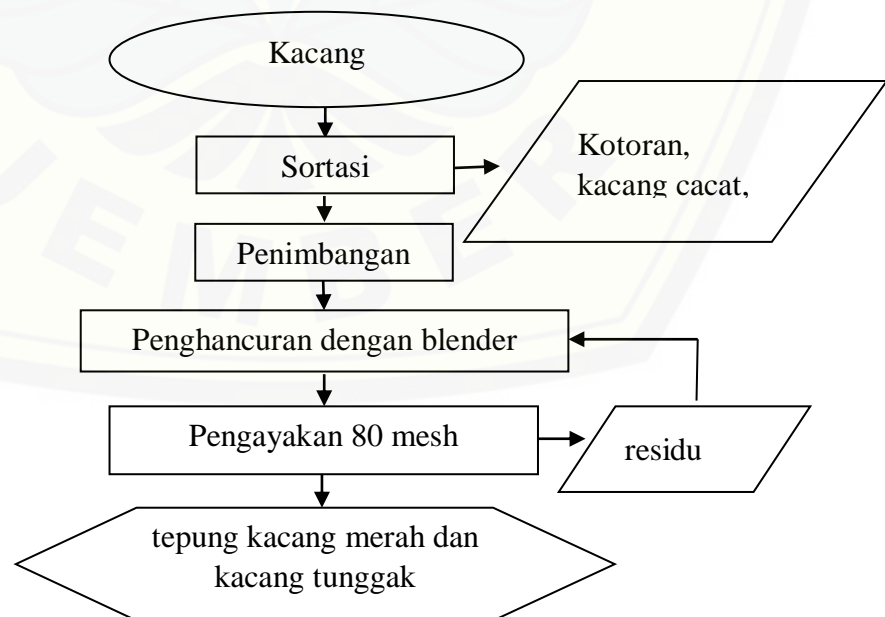 Kacang
Sortasi
Kotoran,
kacang cacat,
Penimbangan
Penghancuran dengan blender
Pengayakan 80 mesh
residu
tepung kacang merah dan
kacang tunggak
JEMBER